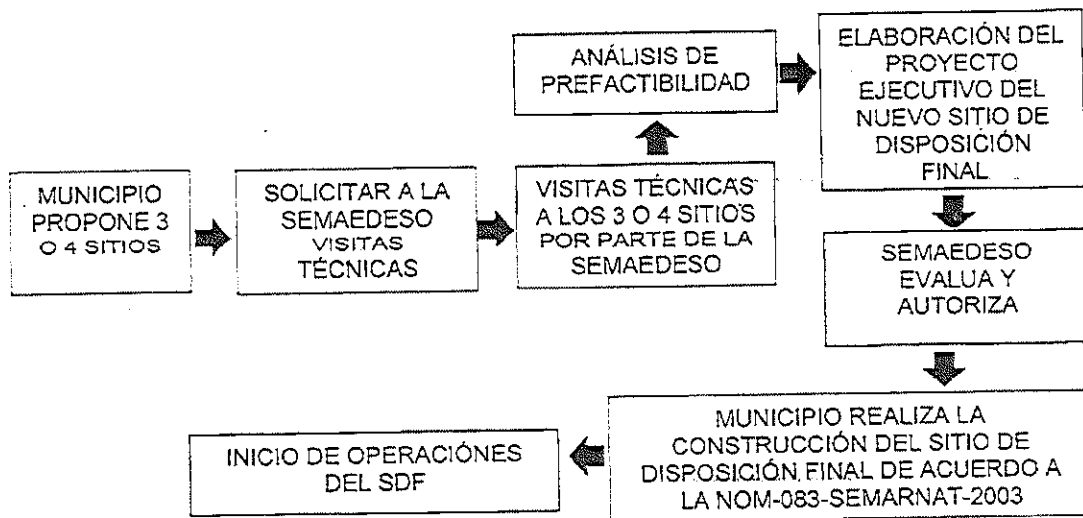 MUNICIPIO
PROPONE 3
O 4 SITIOS
SOLICITAR A LA
SEMAEDESO
VISITAS
TÉCNICAS
VISITAS TÉCNICAS
A LOS 3 O 4 SITIOS
POR PARTE DE LA
SEMAEDESO
ANÁLISIS DE
PREFACTIBILIDAD
ELABORACIÓN DEL
PROYECTO
EJECUTIVO DEL
NUEVO SITIO DE
DISPOSICIÓN
FINAL
SEMAEDESO
EVALUA Y
AUTORIZA
MUNICIPIO REALIZA LA
CONSTRUCCIÓN DEL SITIO DE
DISPOSICIÓN FINAL DE ACUERDO A
LA NOM-083-SEMARNAT-2003
INICIO DE OPERACIÓNES
DEL SDF